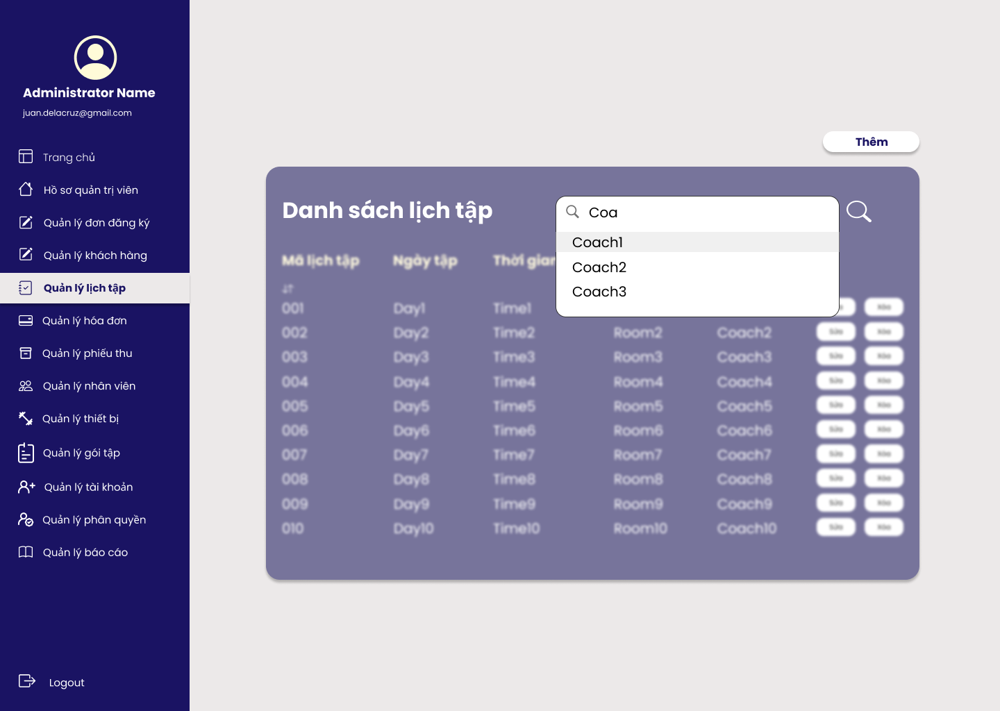 Administrator Name
juan.delacruz@gmail.com
Trang chủ
Hồ sơ quản trị viên
Quản lý đơn đăng ký
Quản lý khách hàng
Quản lý lịch tập
Quản lý hóa đơn
Quản lý phiếu thu
Quản lý nhân viên
Quản lý thiết bị
Quản lý gói tập
Quản lý tài khoản
Quản lý phân quyền
Quản lý báo cáo
Logout
Thêm
Danh sách lịch tập
Coa
Coach1
Coach2
Coach3
Mã lịch tập Ngày tập Thời gian
001 Day1 Time1 Xóa
002 Day2 Time2 Room2 Coach2 Sửa Xóa
003 Day3 Time3 Room3 Coach3 Sửa Xóa
004 Day4 Time4 Room4 Coach4 Sửa Xóa
005 Day5 Time5 Room5 Coach5 Sửa Xóa
006 Day6 Time6 Room6 Coach6 Sửa Xóa
007 Day7 Time7 Room7 Coach7 Sửa Xóa
008 Day8 Time8 Room8 Coach8 Sửa Xóa
009 Day9 Time9 Room9 Coach9 Sửa Xóa
010 Day10 Time10 Room10 Coach10 Sửa Xóa